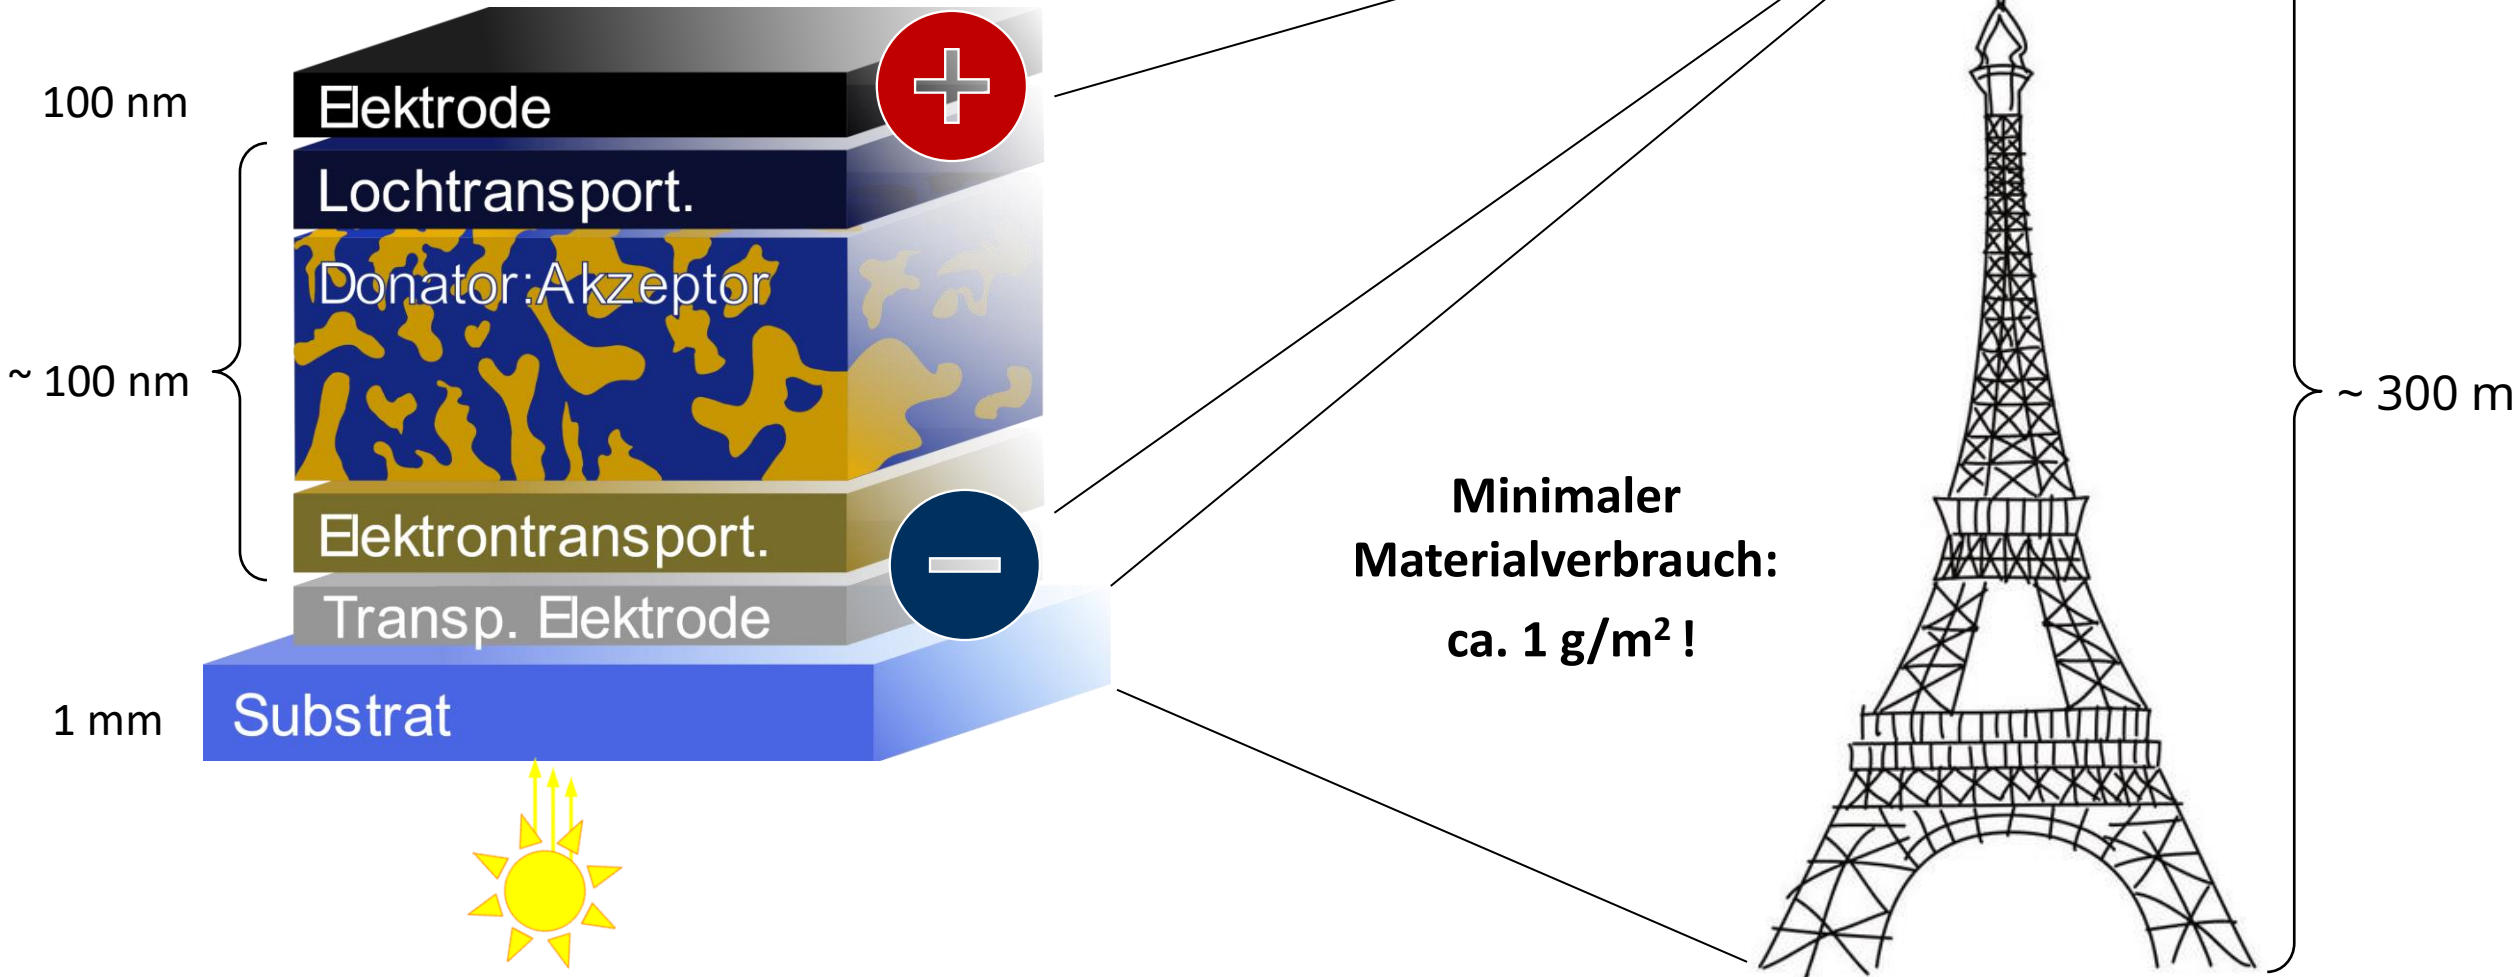 100 nm
Elektrode
Lochtransport.
Donator:Akzeptor
~ 100 nm
Elektrontransport.
Transp. Elektrode
1 mm
Substrat
Minimaler
Materialverbrauch:
ca. 1 g/m² !
~ 300 m